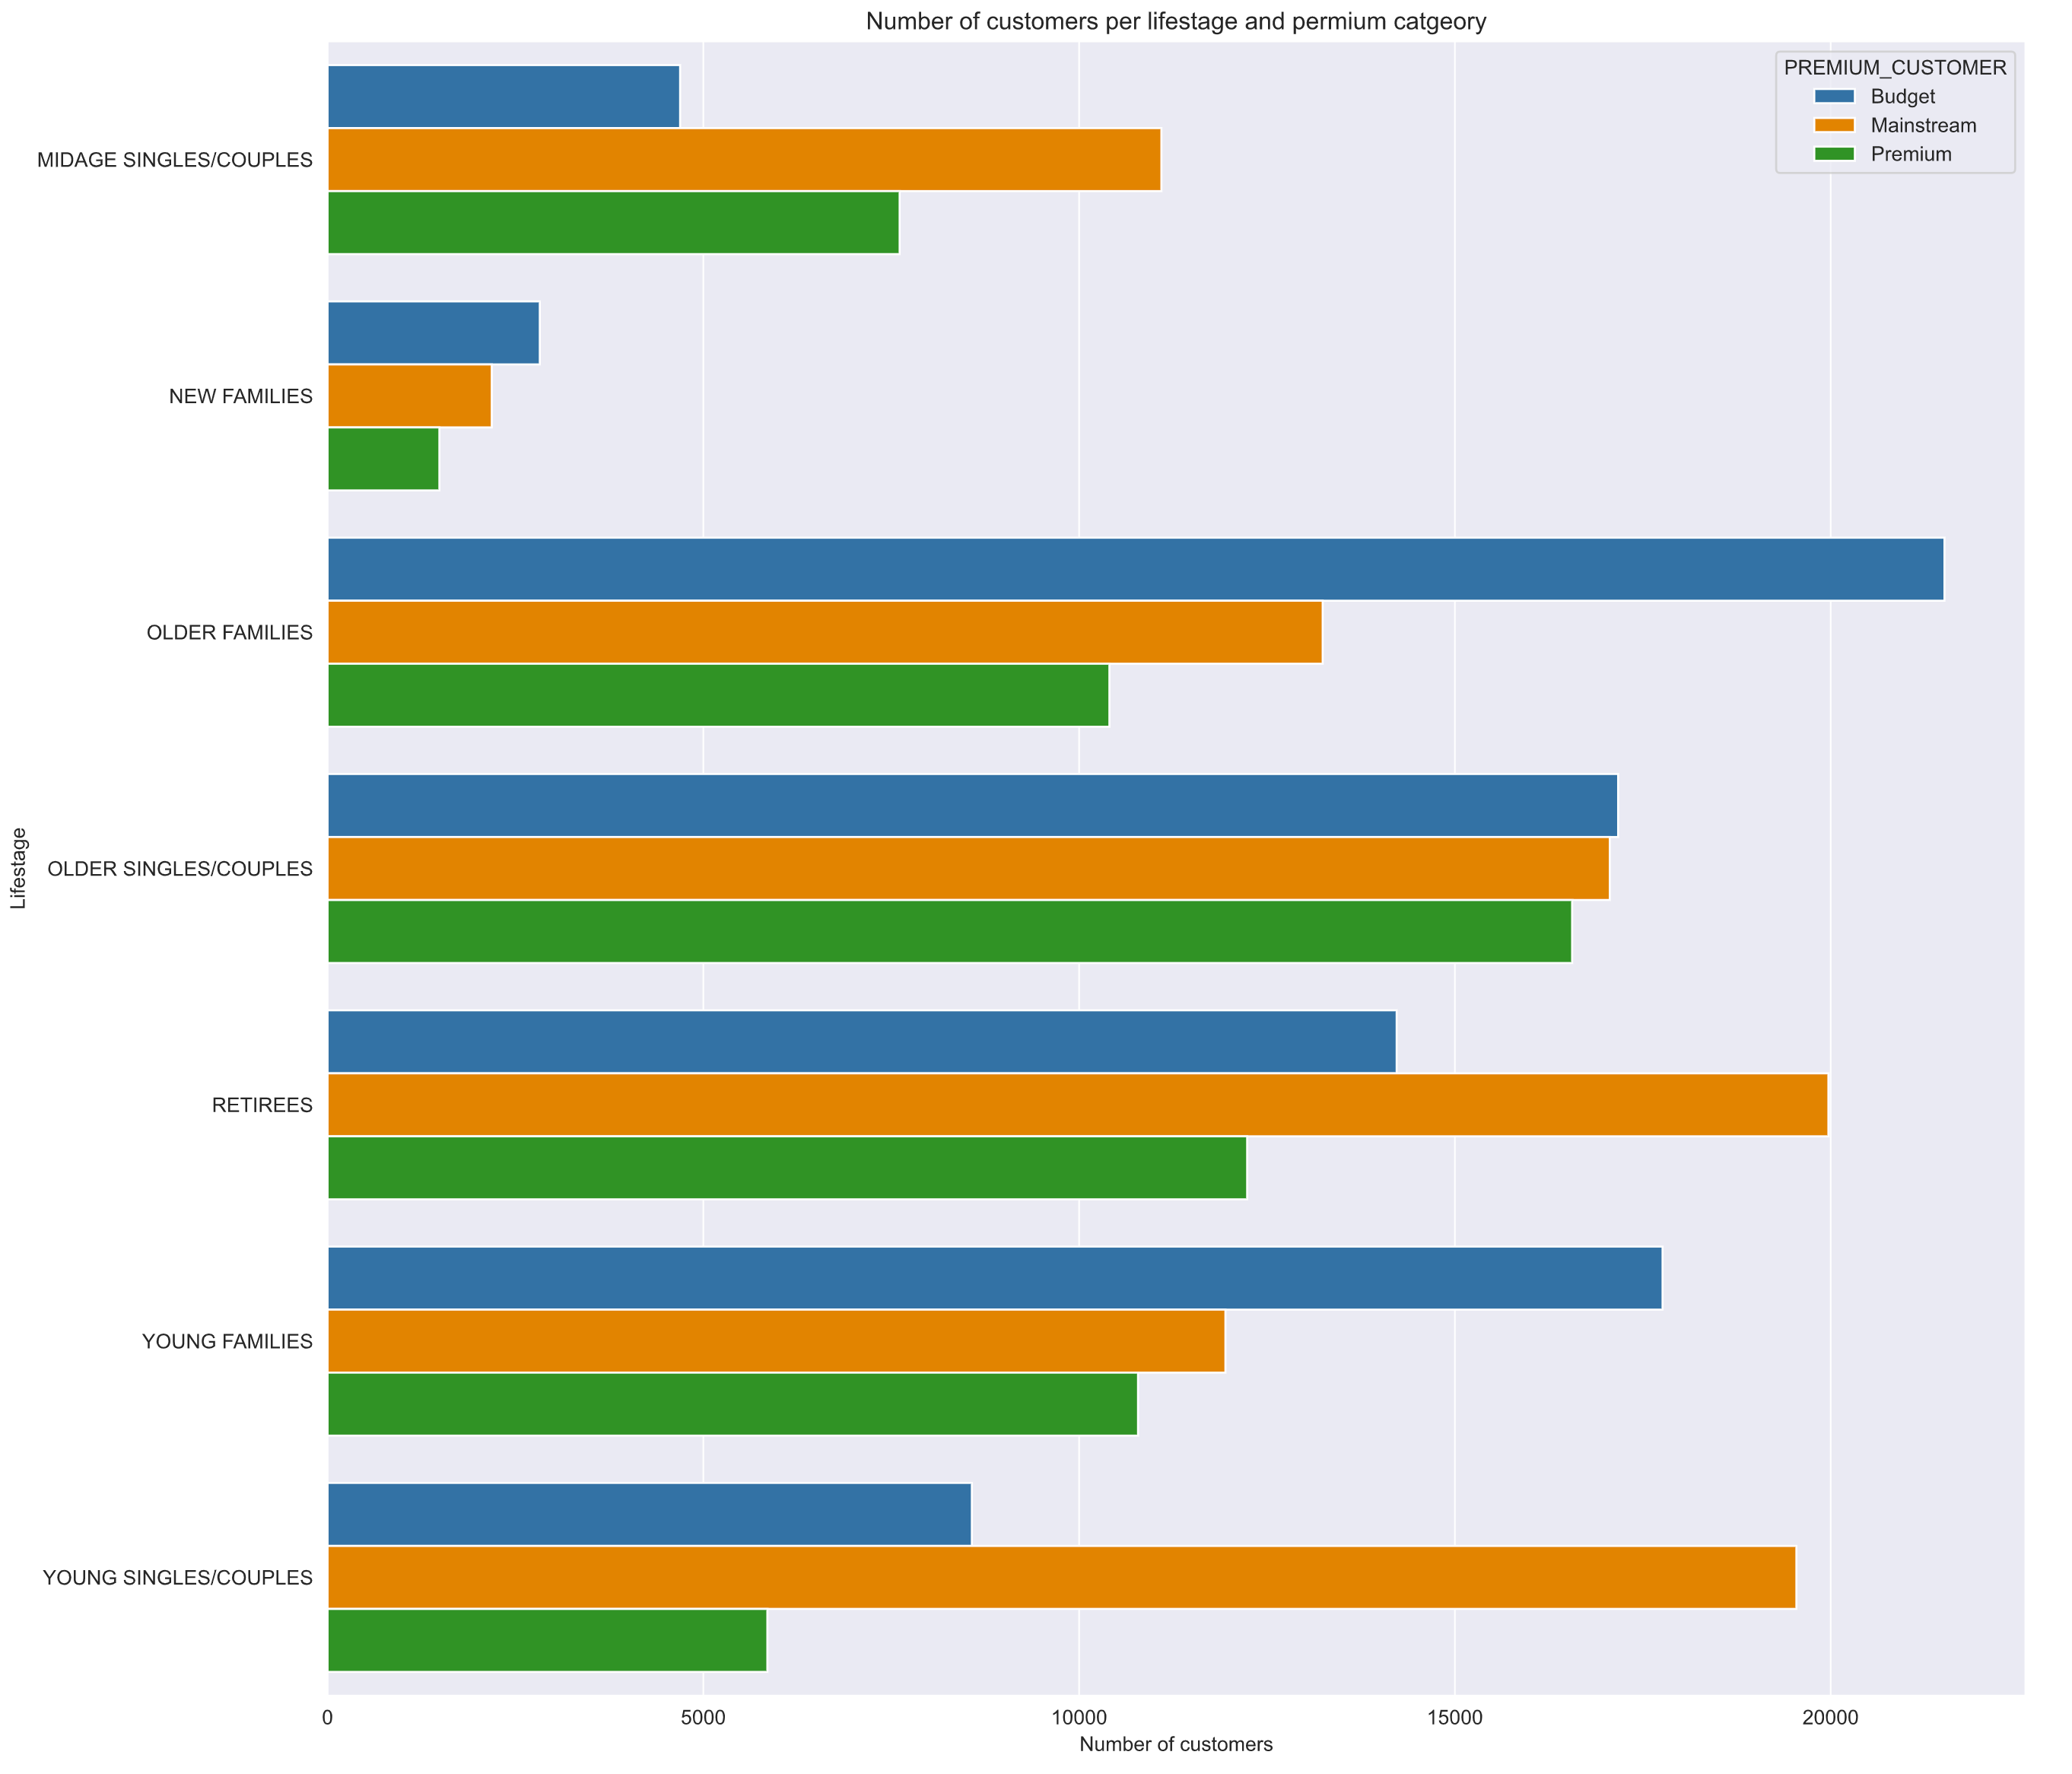 Number of customers per lifestage and permium catgeory
PREMIUM_CUSTOMER
Budget
Mainstream
Premium
MIDAGE SINGLES/COUPLES
NEW FAMILIES
OLDER FAMILIES
OLDER SINGLES/COUPLES
RETIREES
YOUNG FAMILIES
YOUNG SINGLES/COUPLES
Lifestage
0 5000 10000 15000 20000
Number of customers